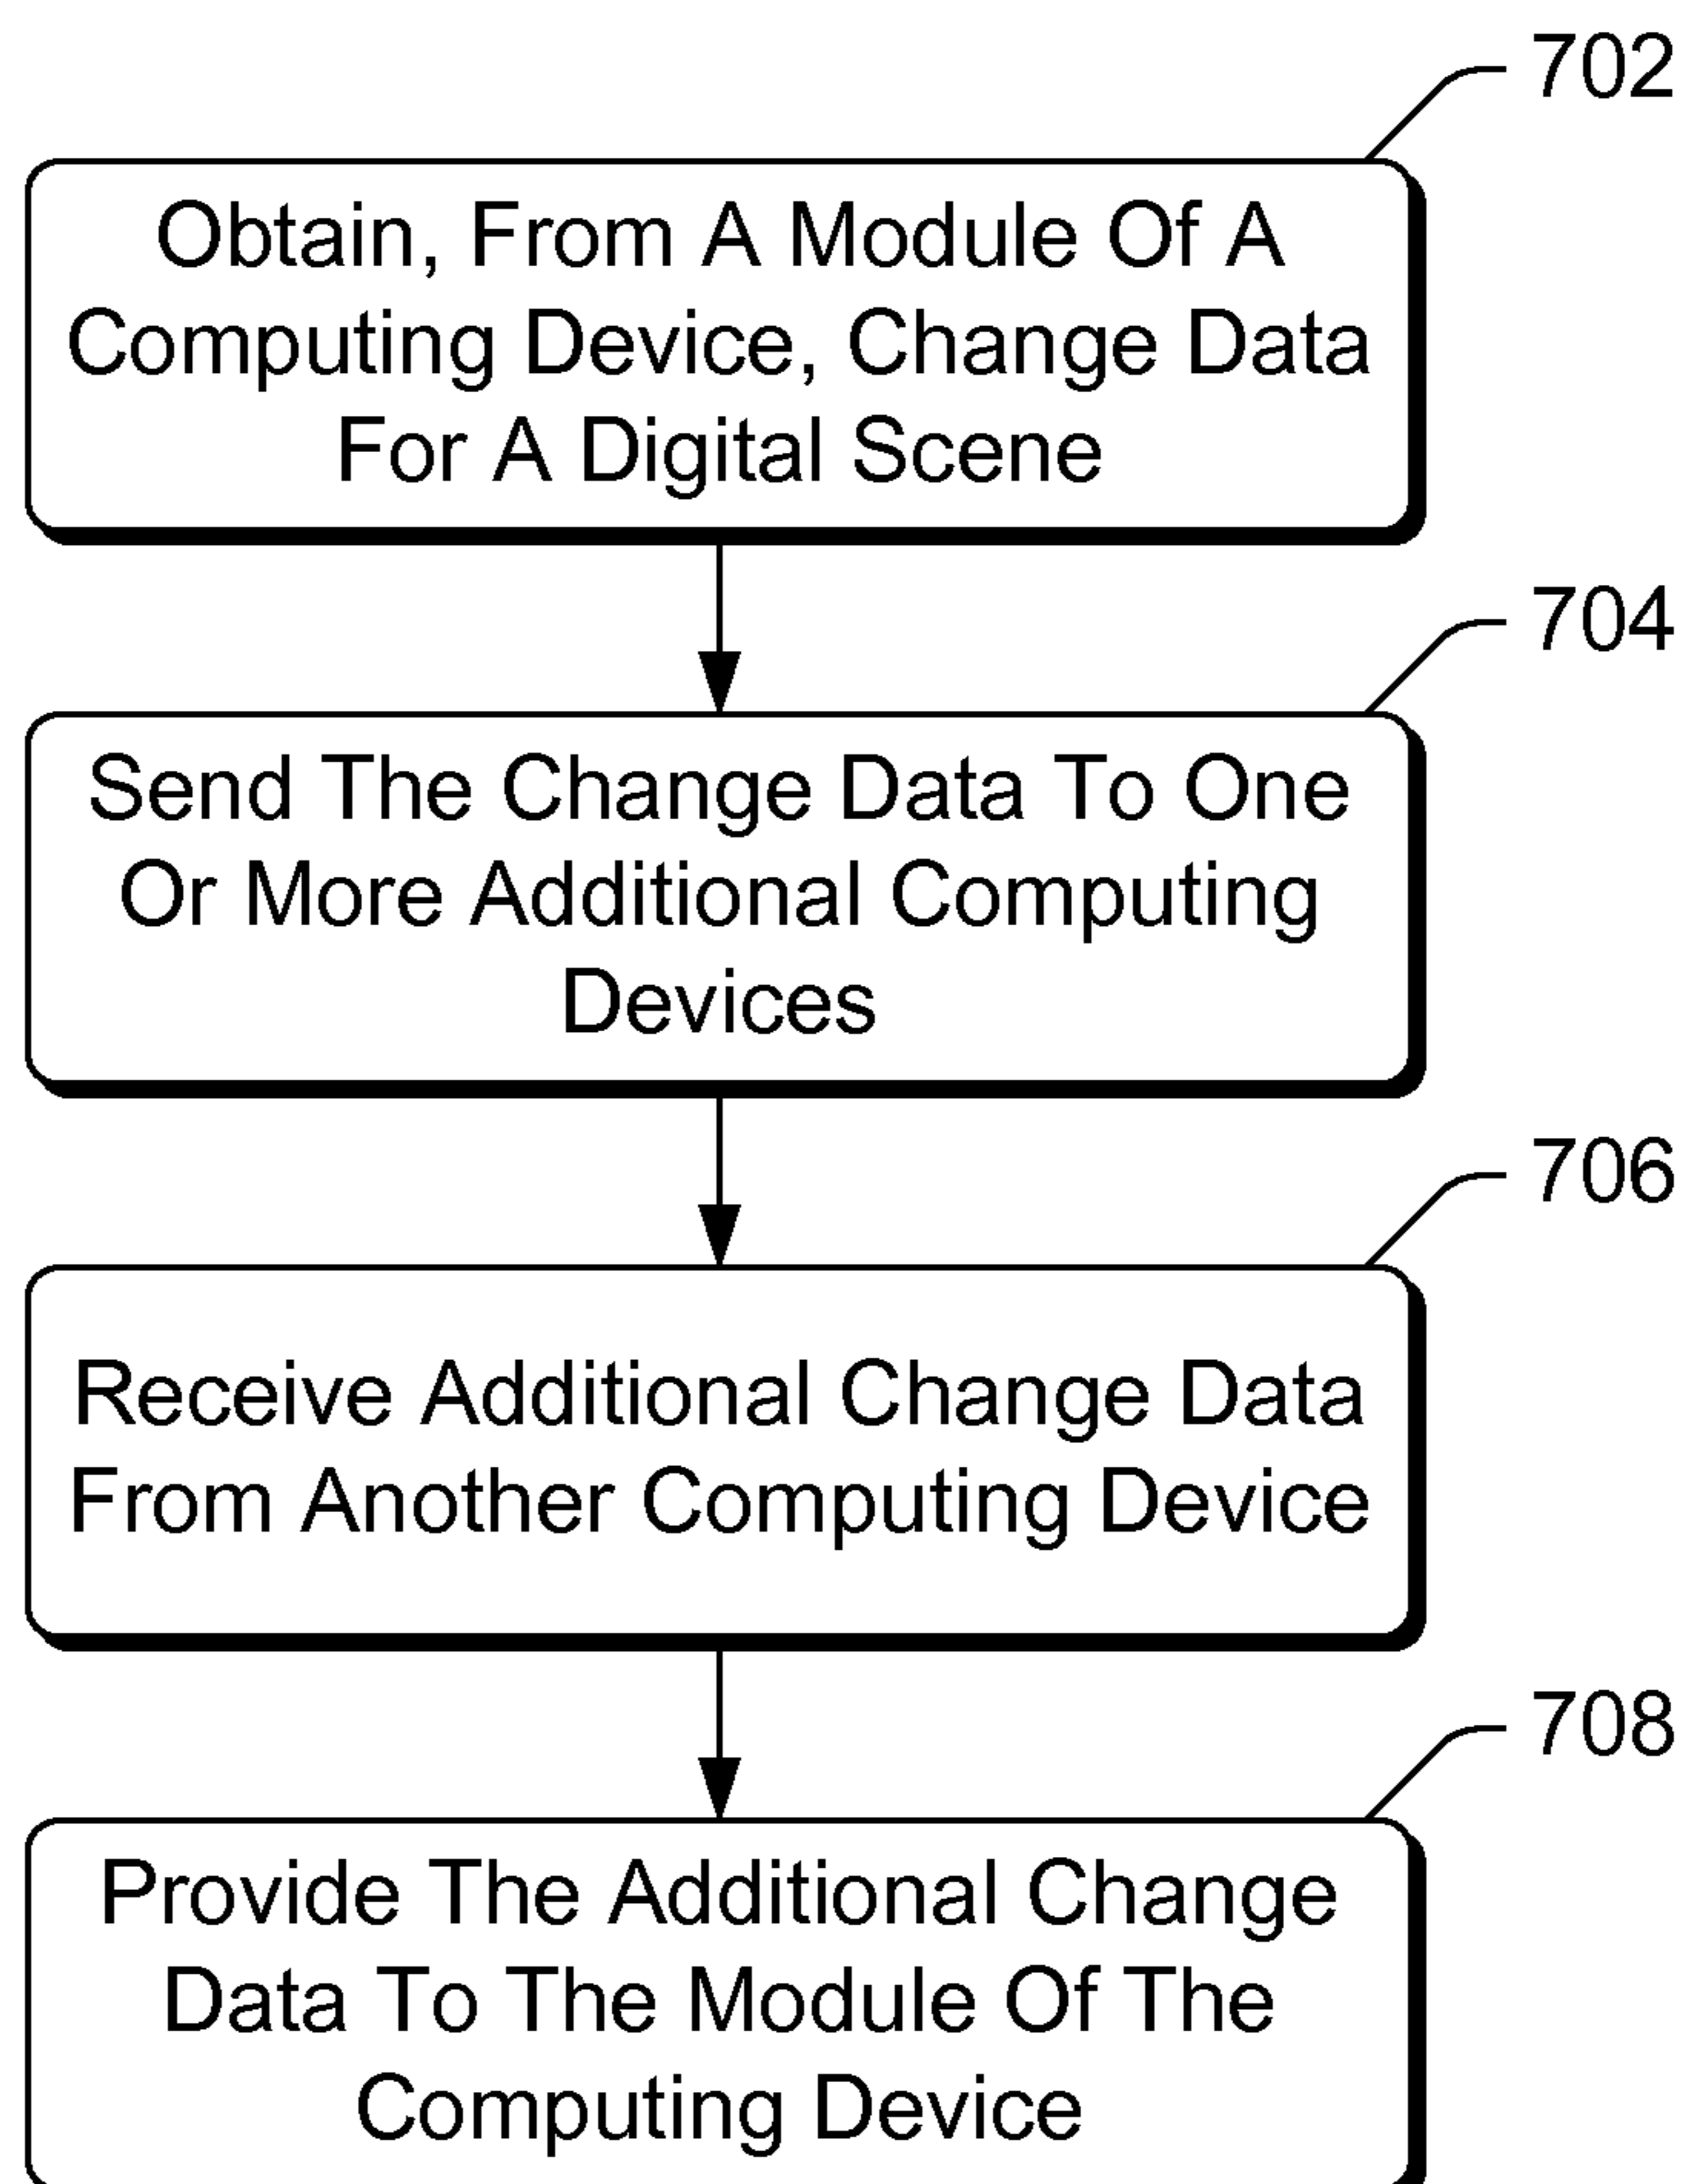 702
Obtain, From A Module Of A
Computing Device, Change Data
For A Digital Scene
704
Send The Change Data To One
Or More Additional Computing
Devices
706
Receive Additional Change Data
From Another Computing Device
708
Provide The Additional Change
Data To The Module Of The
Computing Device